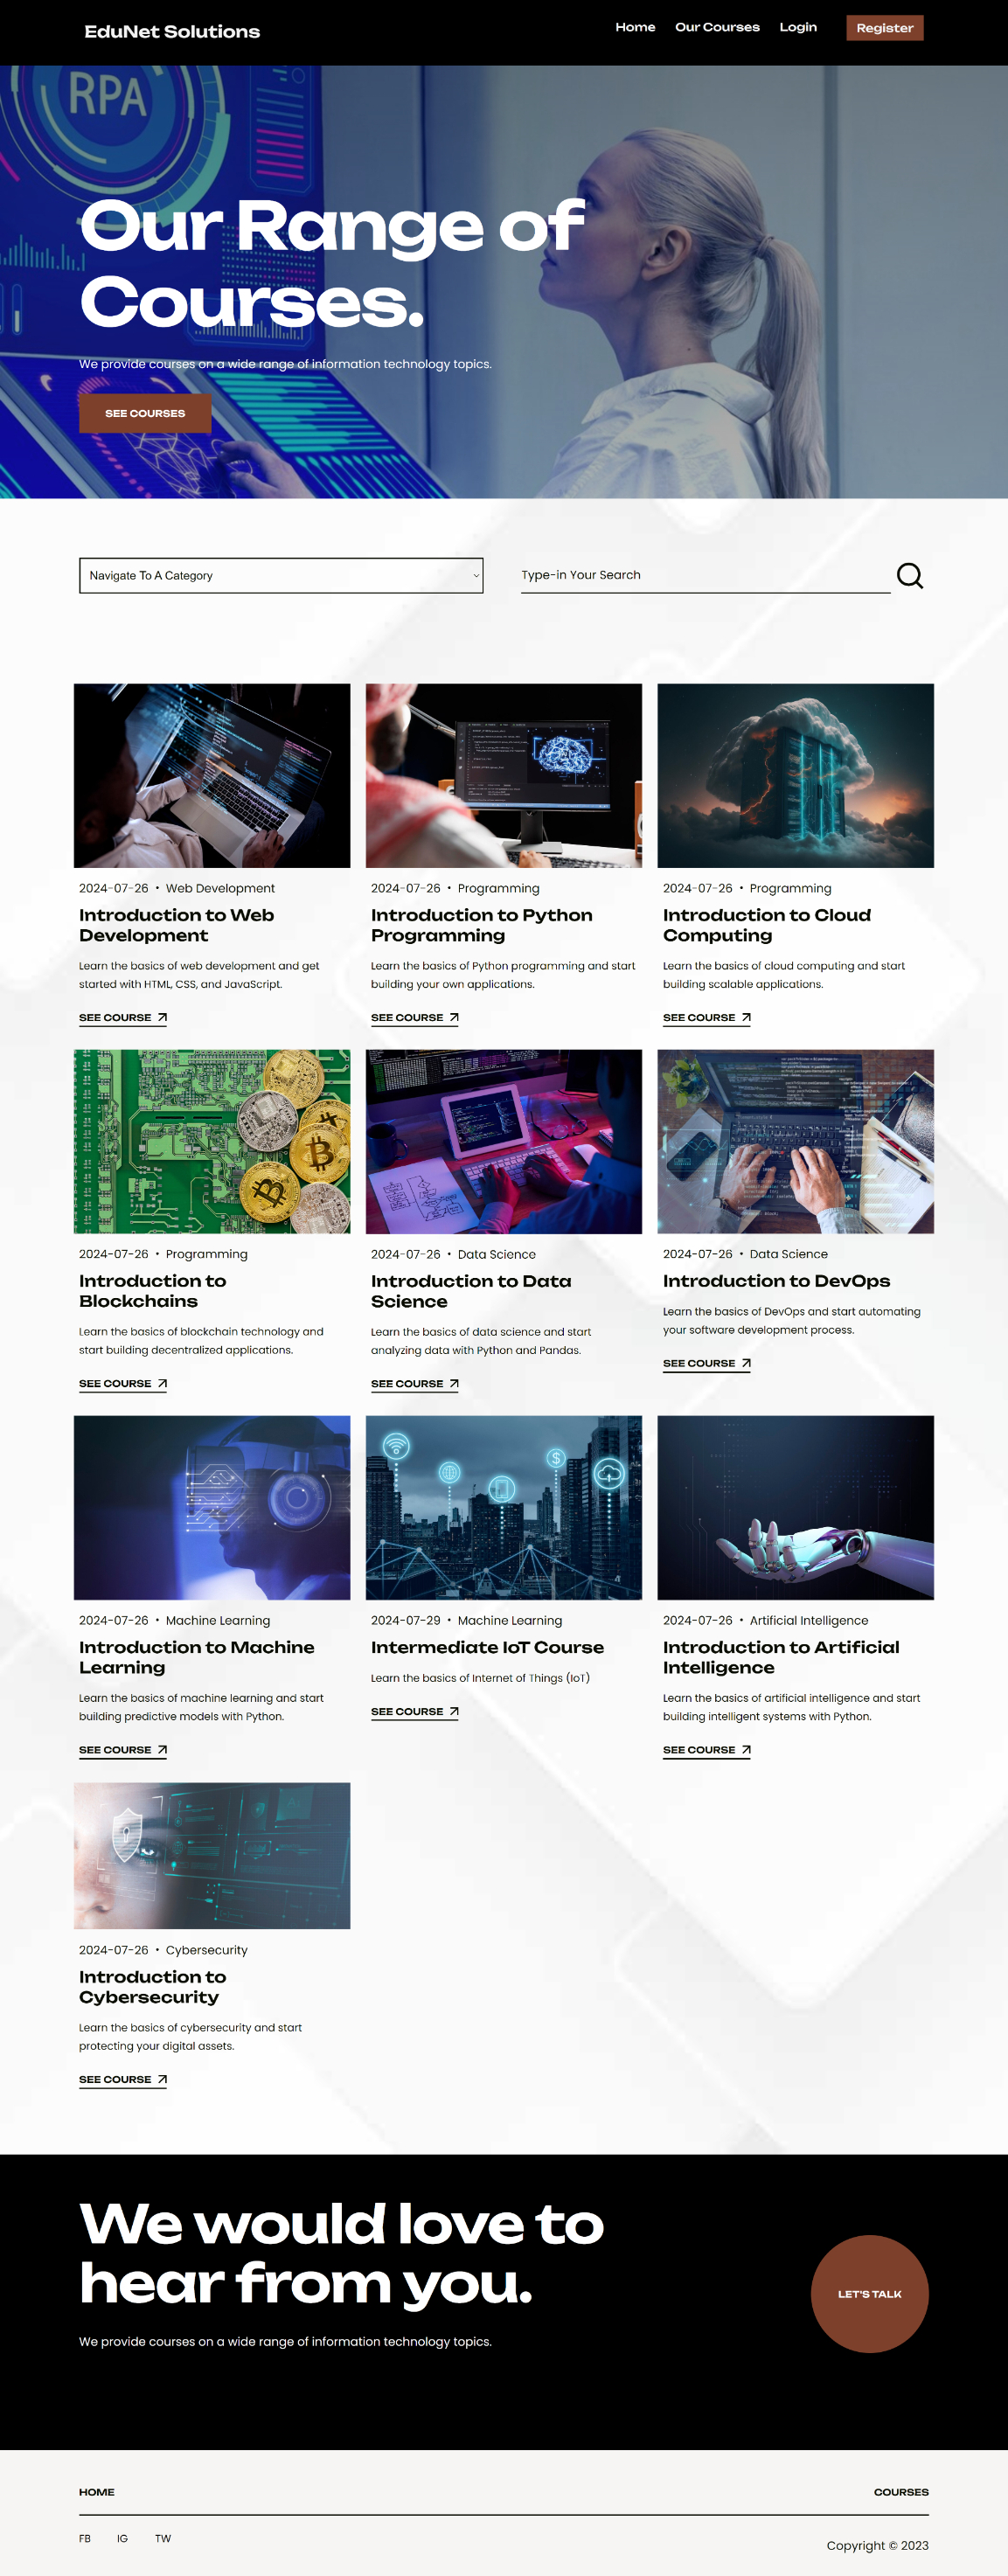 EduNet Solutions
Home
Our Courses
Login
Register
RPA
Our Range of
Courses.
We provide courses on a wide range of information technology topics.
SEE COURSES
Navigate To A Category
Type-in Your Search
2024-07-26 • Web Development
Introduction to Web
Development
Learn the basics of web development and get
started with HTML, CSS, and JavaScript.
SEE COURSE
2024-07-26 • Programming
Introduction to Python
Programming
Learn the basics of Python programming and start
building your own applications.
SEE COURSE
2024-07-26 • Programming
Introduction to Cloud
Computing
Learn the basics of cloud computing and start
building scalable applications.
SEE COURSE
2024-07-26 • Programming
Introduction to
Blockchains
Learn the basics of blockchain technology and
start building decentralized applications.
SEE COURSE
2024-07-26 • Data Science
Introduction to Data
Science
Learn the basics of data science and start
analyzing data with Python and Pandas.
SEE COURSE
2024-07-26 • Data Science
Introduction to DevOps
Learn the basics of DevOps and start automating
your software development process.
SEE COURSE
2024-07-26 • Machine Learning
Introduction to Machine
Learning
Learn the basics of machine learning and start
building predictive models with Python.
SEE COURSE
2024-07-29 • Machine Learning
Intermediate IoT Course
Learn the basics of Internet of Things (IoT)
SEE COURSE
2024-07-26 • Artificial Intelligence
Introduction to Artificial
Intelligence
Learn the basics of artificial intelligence and start
building intelligent systems with Python.
SEE COURSE
2024-07-26 • Cybersecurity
Introduction to
Cybersecurity
Learn the basics of cybersecurity and start
protecting your digital assets.
SEE COURSE
We would love to
hear from you.
We provide courses on a wide range of information technology topics.
LET'S TALK
HOME
COURSES
FB
IG
TW
Copyright © 2023